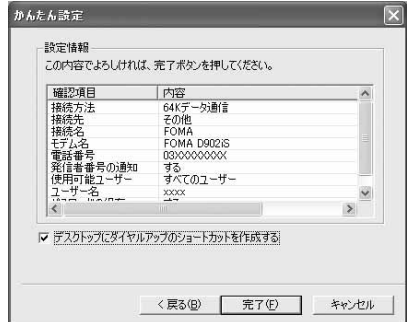 かんたん設定
設定情報
この内容でよろしければ、完了ボタンを押してください。
確認項目 内容
接続方法 64Kデータ通信
接続先 その他
接続名 FOMA
モデム名 FOMA D902iS
電話番号 03XXXXXXXX
発信者番号の通知 する
使用可能ユーザー すべてのユーザー
ユーザー名 xxxx
デスクトップにダイヤルアップのショートカットを作成する
< 戻る(B) 完了(F) キャンセル